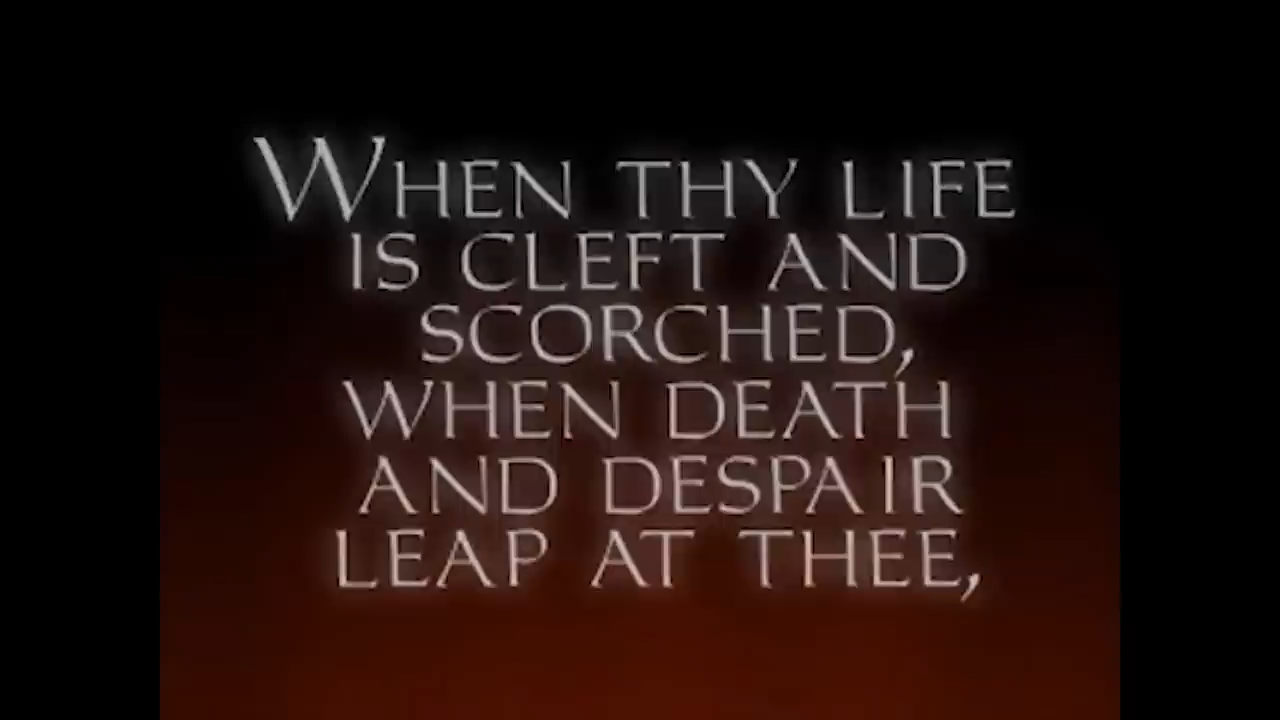 WHEN THY LIFE
IS CLEFT AND
SCORCHED,
WHEN DEATH
AND DESPAIR
LEAP AT THEE,